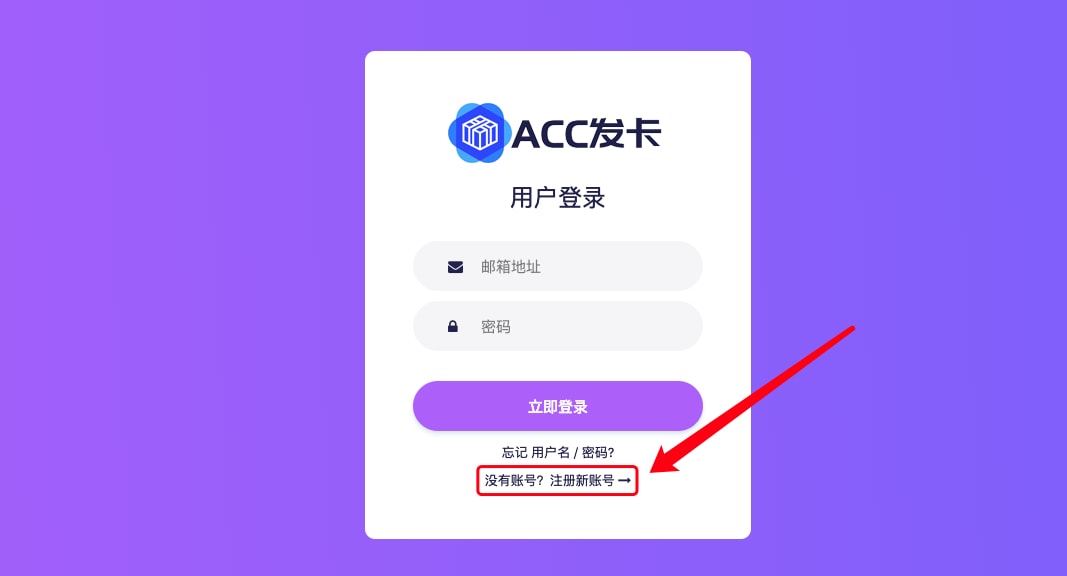 ACC发卡
用户登录
邮箱地址
密码
立即登录
忘记 用户名 / 密码?
没有账号？注册新账号 →